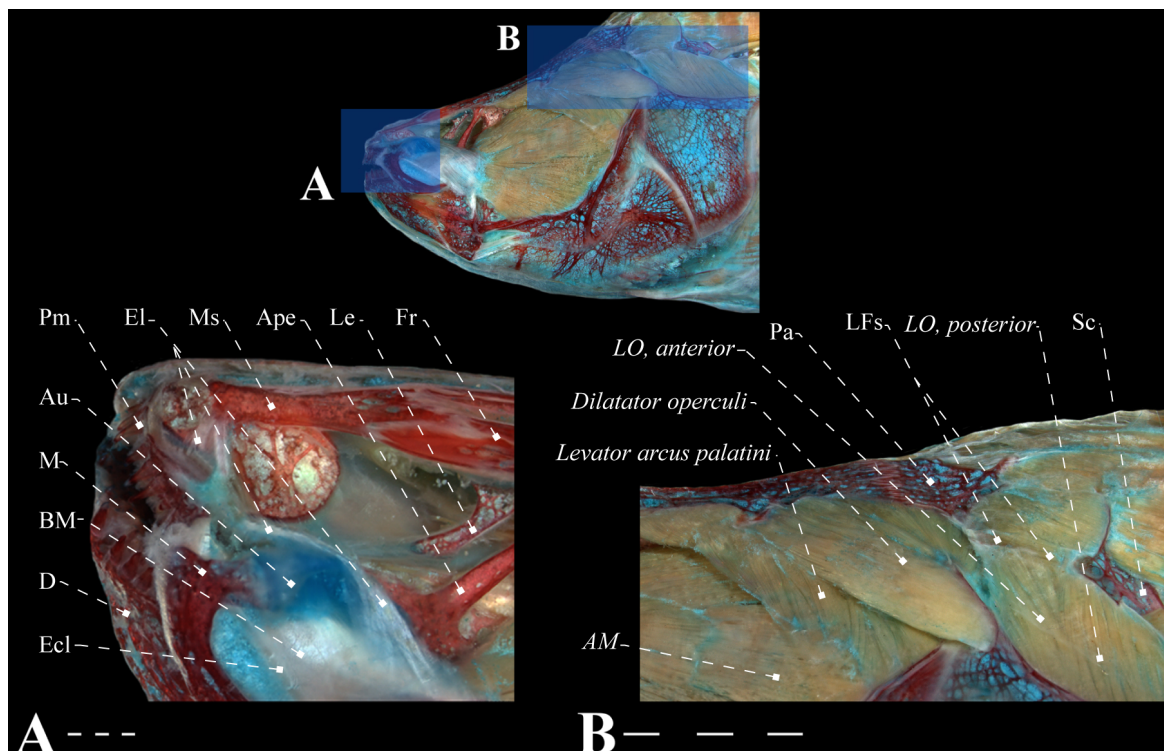 B
A
Pm
El
Ms
Ape
Le
Fr
Au
M
BM
D
Ecl
A
Pa
LFs
LO, posterior
Sc
LO, anterior
Dilatator operculi
Levator arcus palatini
AM
B